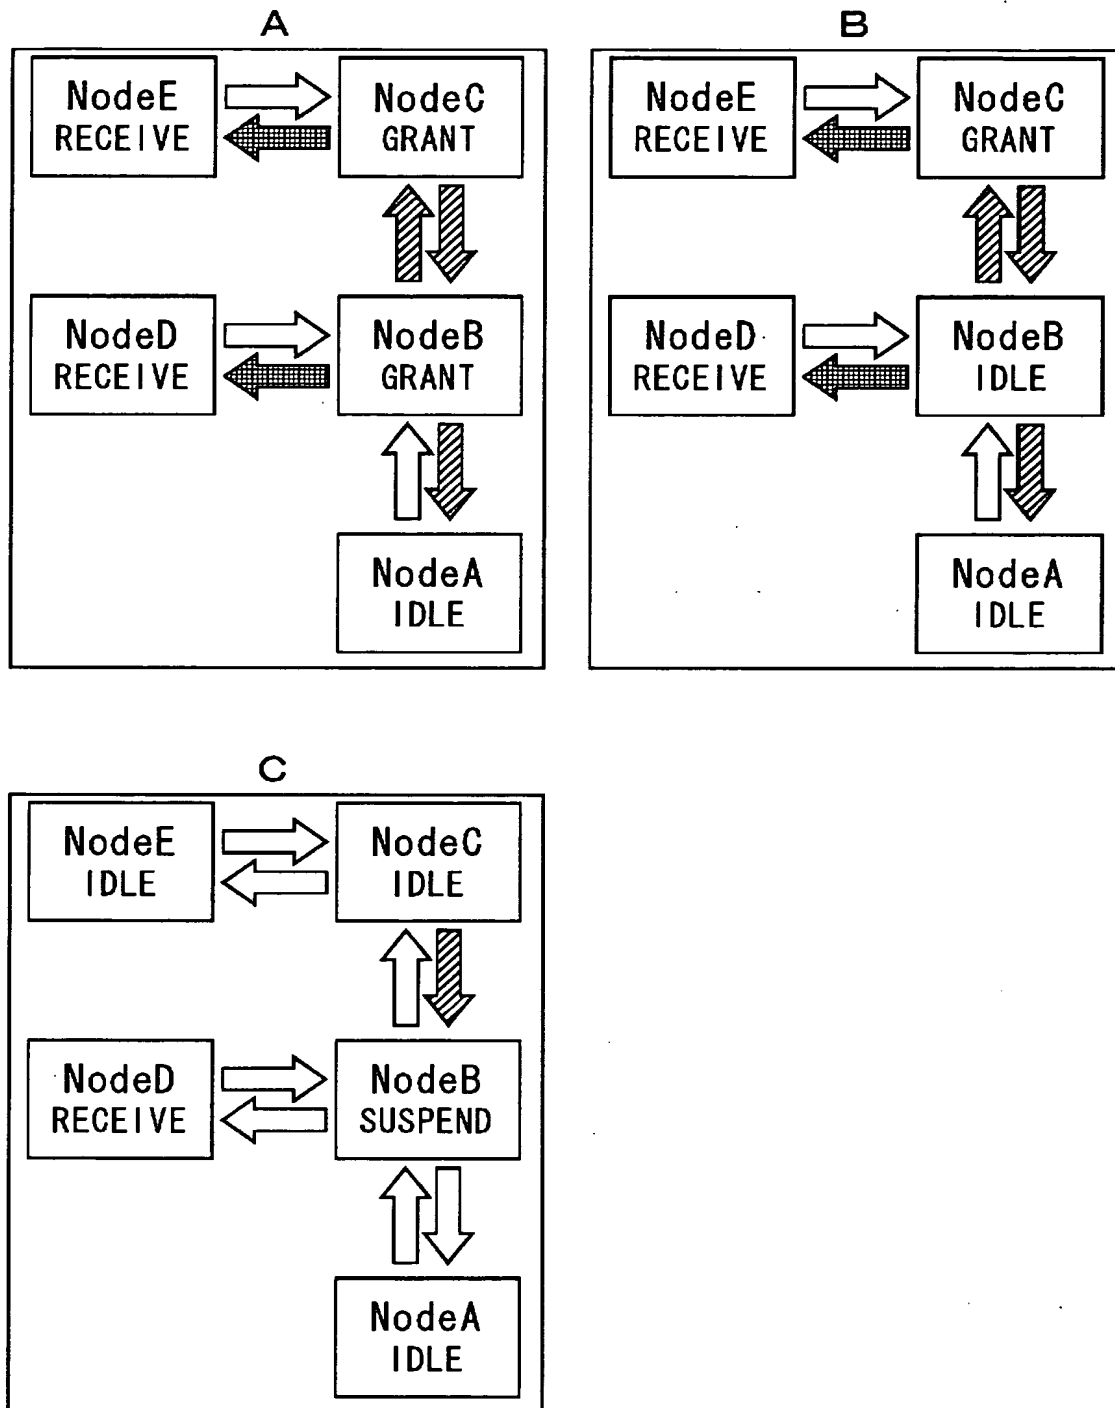 A
NodeE
RECEIVE
NodeC
GRANT
NodeD
RECEIVE
NodeB
GRANT
NodeA
IDLE
B
NodeE
RECEIVE
NodeC
GRANT
NodeD
RECEIVE
NodeB
IDLE
NodeA
IDLE
C
NodeE
IDLE
NodeC
IDLE
NodeD
RECEIVE
NodeB
SUSPEND
NodeA
IDLE